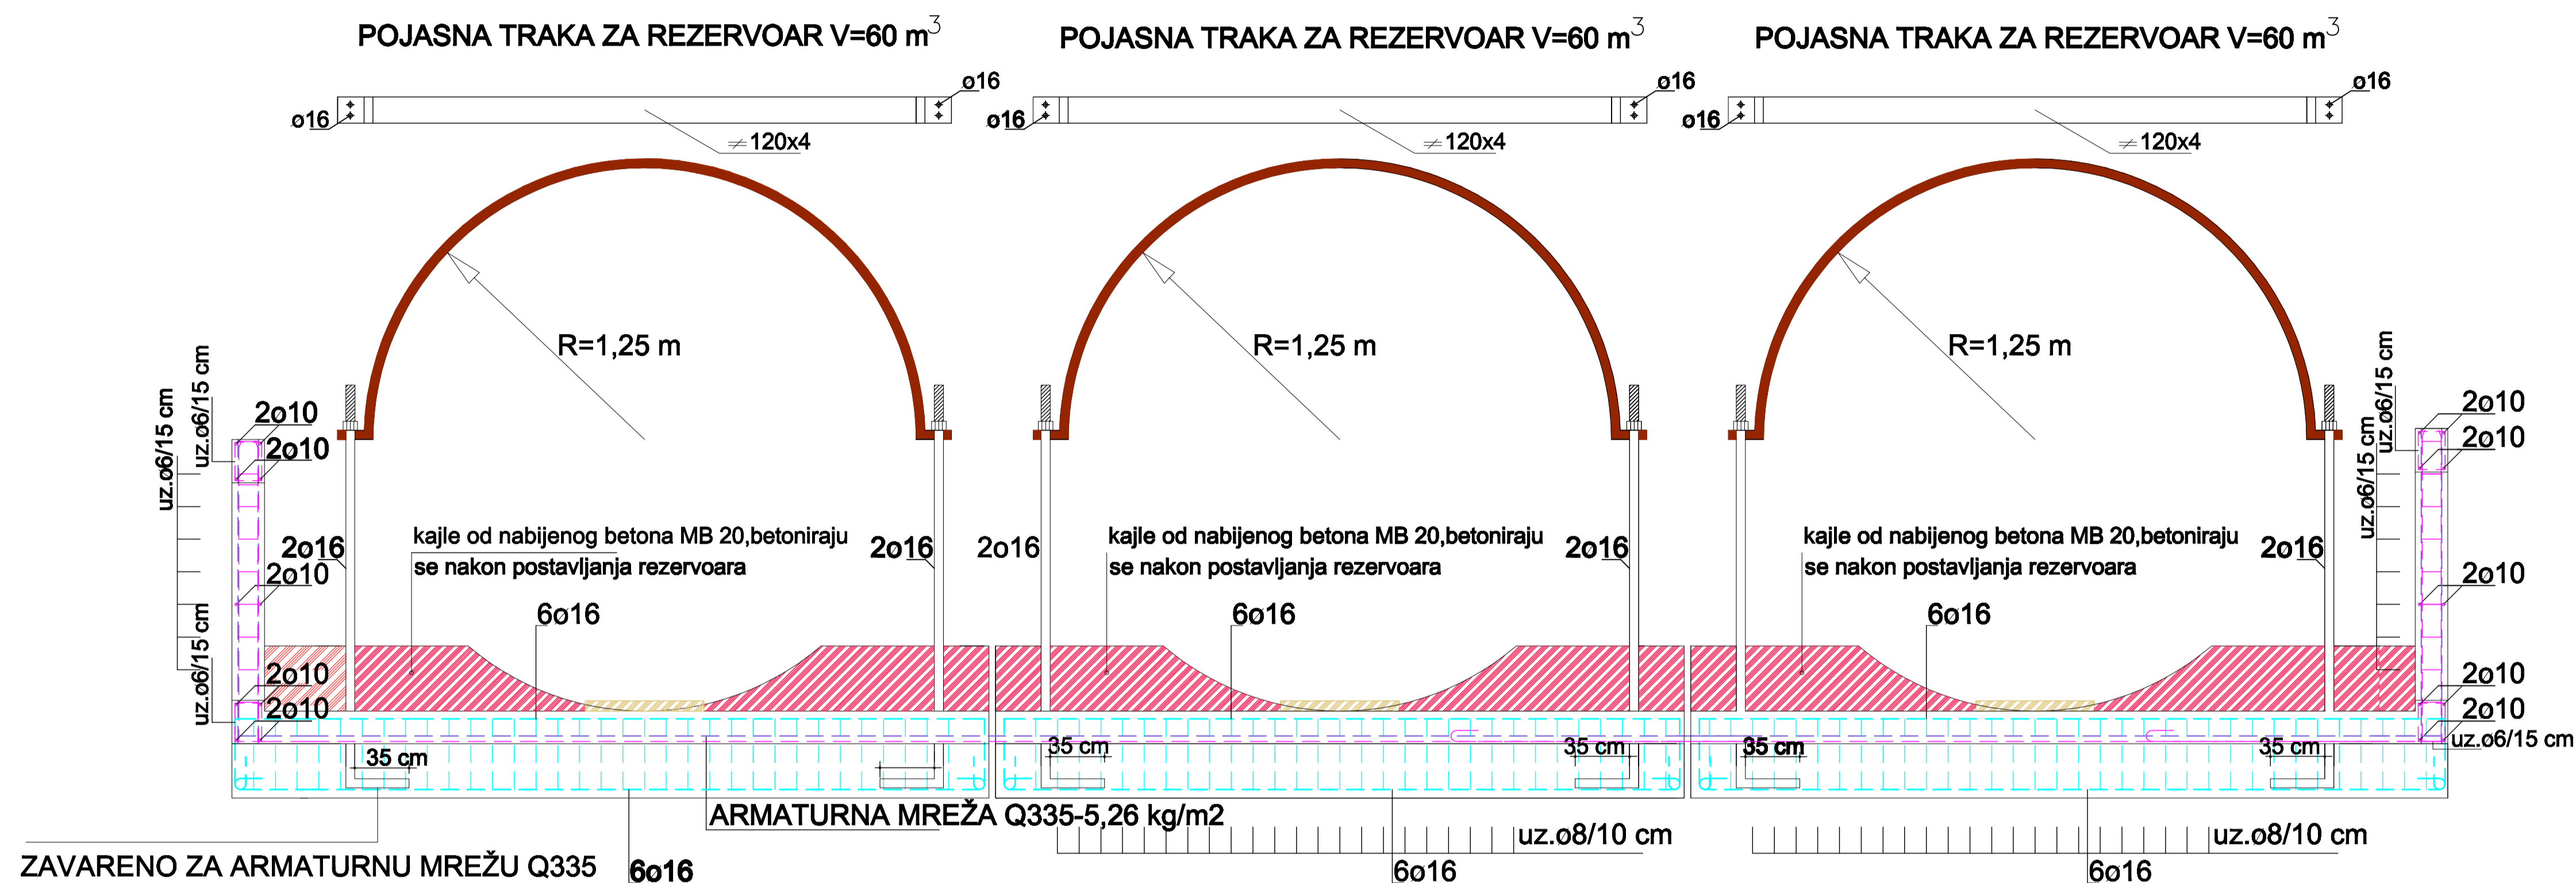 POJASNA TRAKA ZA REZERVOAR V=60 m³
POJASNA TRAKA ZA REZERVOAR V=60 m³
POJASNA TRAKA ZA REZERVOAR V=60 m³
ø16
ø16
ø16
ø16
ø16
ø16
≠120x4
≠120x4
≠120x4
R=1,25 m
R=1,25 m
R=1,25 m
uz.ø6/15 cm
uz.ø6/15 cm
uz.ø6/15 cm
2ø10
2ø10
2ø16
2ø10
2ø10
2ø10
kajle od nabijenog betona MB 20,betoniraju
se nakon postavljanja rezervoara
6ø16
2ø16
2ø16
kajle od nabijenog betona MB 20,betoniraju
se nakon postavljanja rezervoara
6ø16
2ø16
kajle od nabijenog betona MB 20,betoniraju
se nakon postavljanja rezervoara
6ø16
2ø16
uz.ø6/15 cm
uz.ø6/15 cm
2ø10
2ø10
2ø10
2ø10
2ø10
uz.ø6/15 cm
35 cm
35 cm
35 cm
35 cm
35 cm
ARMATURNA MREŽA Q335-5,26 kg/m2
uz.ø8/10 cm
uz.ø8/10 cm
ZAVARENO ZA ARMATURNU MREŽU Q335
6ø16
6ø16
6ø16